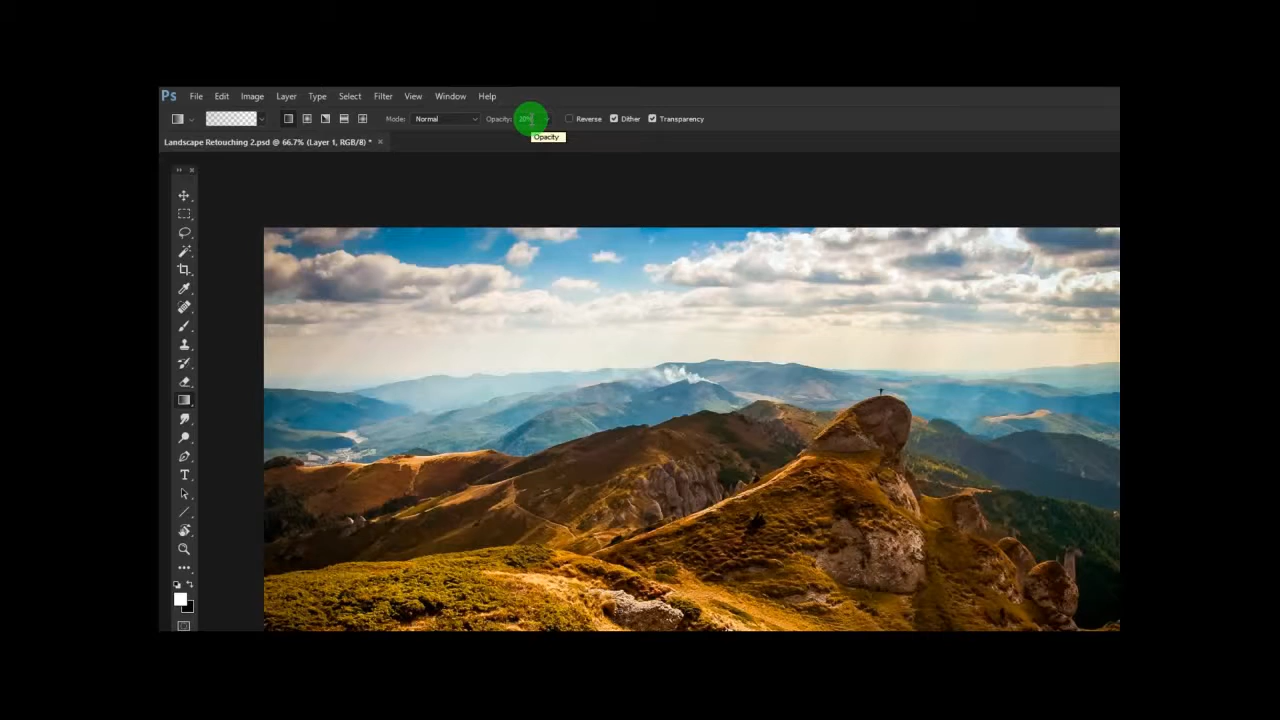 Ps File Edit Image Layer Type Select Filter View Window Help
Mode: Normal Opacity: 20% Reverse Dither Transparency
Opacity
Landscape Retouching 2.psd @ 66.7% (Layer 1, RGB/8) *